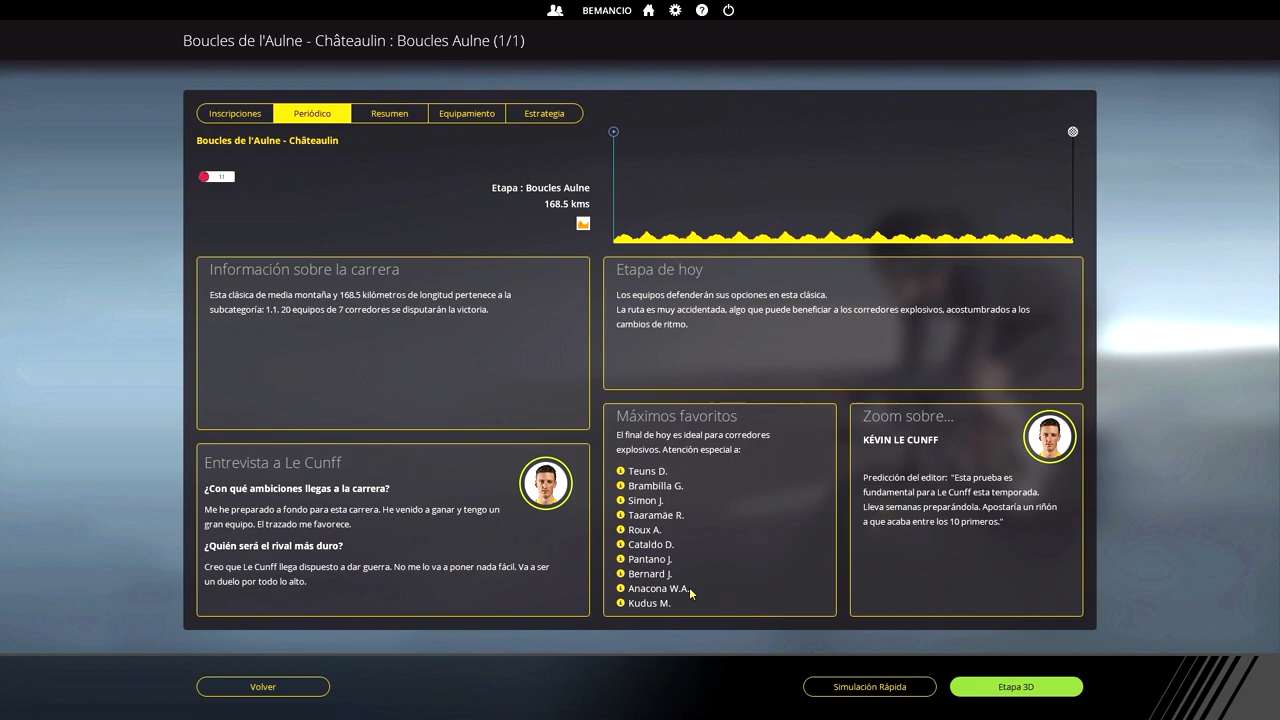 BEMANCIO
Boucles de l'Aulne - Châteaulin : Boucles Aulne (1/1)
Inscripciones
Periódico
Resumen
Equipamiento
Estrategia
Boucles de l'Aulne - Châteaulin
1.1
Etapa : Boucles Aulne
168.5 kms
Información sobre la carrera
Esta clásica de media montaña y 168.5 kilómetros de longitud pertenece a la
subcategoría: 1.1. 20 equipos de 7 corredores se disputarán la victoria.
Etapa de hoy
Los equipos defenderán sus opciones en esta clásica.
La ruta es muy accidentada, algo que puede beneficiar a los corredores explosivos, acostumbrados a los
cambios de ritmo.
Entrevista a Le Cunff
¿Con qué ambiciones llegas a la carrera?
Me he preparado a fondo para esta carrera. He venido a ganar y tengo un
gran equipo. El trazado me favorece.
¿Quién será el rival más duro?
Creo que Le Cunff llega dispuesto a dar guerra. No me lo va a poner nada fácil. Va a ser
un duelo por todo lo alto.
Máximos favoritos
El final de hoy es ideal para corredores
explosivos. Atención especial a:
Teuns D.
Brambilla G.
Simon J.
Taaramäe R.
Roux A.
Cataldo D.
Pantano J.
Bernard J.
Anacona W.A.
Kudus M.
Zoom sobre...
KÉVIN LE CUNFF
Predicción del editor: "Esta prueba es
fundamental para Le Cunff esta temporada.
Lleva semanas preparándola. Apostaría un riñón
a que acaba entre los 10 primeros."
Volver
Simulación Rápida
Etapa 3D